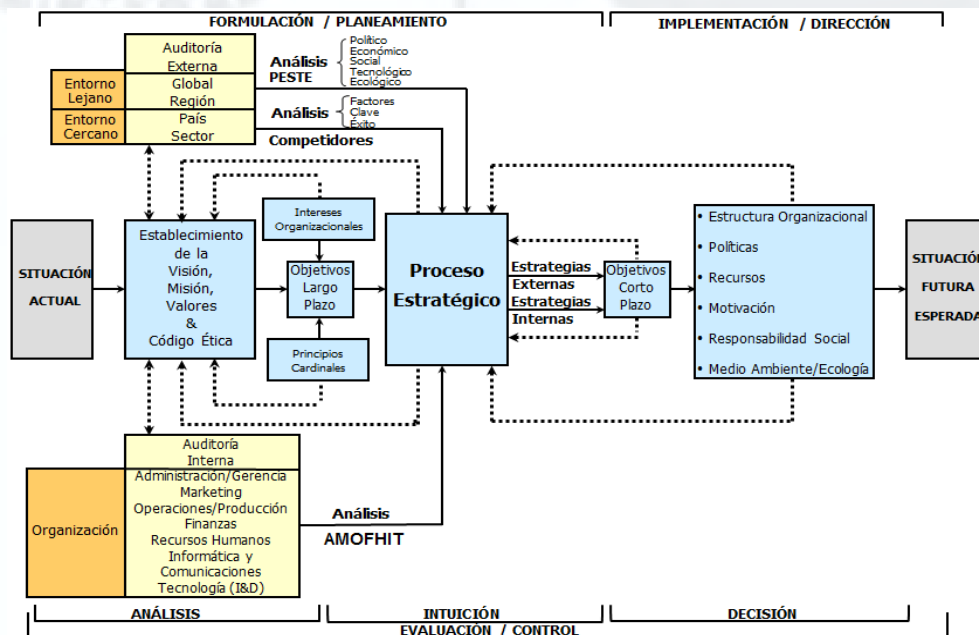 FORMULACIÓN / PLANEAMIENTO
IMPLEMENTACIÓN / DIRECCIÓN
Auditoría
Externa
Entorno
Lejano
Global
Región
Entorno
Cercano
País
Sector
Análisis
PESTE
Político
Económico
Social
Tecnológico
Ecológico
Análisis
Competidores
Factores
Clave
Éxito
SITUACIÓN
ACTUAL
Establecimiento
de la
Visión,
Misión,
Valores
&
Código Ética
Intereses
Organizacionales
Objetivos
Largo
Plazo
Principios
Cardinales
Proceso
Estratégico
Estrategias
Externas
Estrategias
Internas
Objetivos
Corto
Plazo
• Estructura Organizacional
• Políticas
• Recursos
• Motivación
• Responsabilidad Social
• Medio Ambiente/Ecología
SITUACIÓN
FUTURA
ESPERADA
Auditoría
Interna
Organización
Administración/Gerencia
Marketing
Operaciones/Producción
Finanzas
Recursos Humanos
Informática y
Comunicaciones
Tecnología (I&D)
Análisis
AMOFHIT
ANÁLISIS
INTUICIÓN
DECISIÓN
EVALUACIÓN / CONTROL